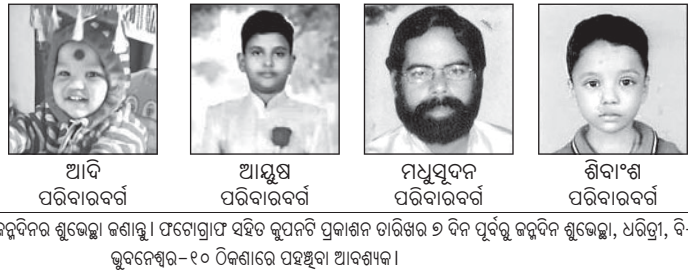 ଆଦି
ପରିବାରବର୍ଗ
ଆୟୁଷ
ପରିବାରବର୍ଗ
ମଧୁସୂଦନ
ପରିବାରବର୍ଗ
ଶିବାଂଶ
ପରିବାରବର୍ଗ
ଜନ୍ମଦିନର ଶୁଭେଚ୍ଛା ଜଣାନ୍ତୁ। ଫଟୋଗ୍ରାଫ ସହିତ କୁପନଟି ପ୍ରକାଶନ ତାରିଖର ୭ ଦିନ ପୂର୍ବରୁ ଜନ୍ମଦିନ ଶୁଭେଚ୍ଛା, ଧରିତ୍ରୀ, ବି-
ଭୁବନେଶ୍ୱର-୧୦ ଠିକଣାରେ ପହଞ୍ଚିବା ଆବଶ୍ୟକ।